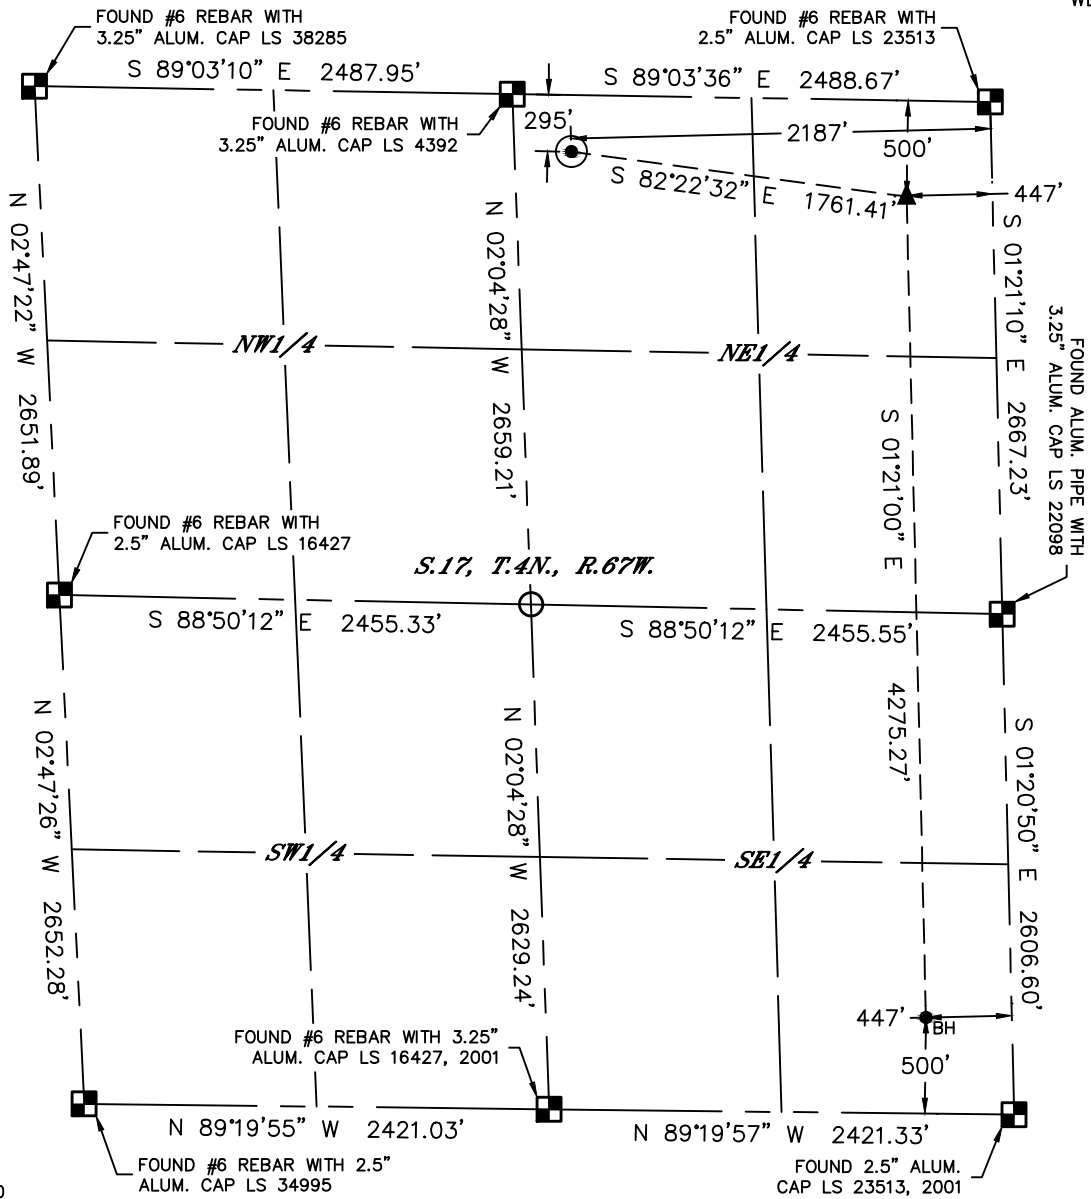 WE
FOUND #6 REBAR WITH
3.25" ALUM. CAP LS 38285
FOUND #6 REBAR WITH
2.5" ALUM. CAP LS 23513
S 89°03'10" E 2487.95'
S 89°03'36" E 2488.67'
FOUND #6 REBAR WITH
3.25" ALUM. CAP LS 4392
295'
2187'
500'
S 82°22'32" E 1761.41'
447'
N 02°47'22" W 2651.89'
N 02°04'28" W 2659.21'
S 01°21'10" E 2667.23'
FOUND ALUM. PIPE WITH
3.25" ALUM. CAP LS 22098
NW1/4
NE1/4
S 01°21'00" E 4275.27'
FOUND #6 REBAR WITH
2.5" ALUM. CAP LS 16427
S.17, T.4N., R.67W.
S 88°50'12" E 2455.33'
S 88°50'12" E 2455.55'
N 02°47'26" W 2652.28'
N 02°04'28" W 2629.24'
S 01°20'50" E 2606.60'
SW1/4
SE1/4
447'
BH
500'
FOUND #6 REBAR WITH 3.25"
ALUM. CAP LS 16427, 2001
N 89°19'55" W 2421.03'
N 89°19'57" W 2421.33'
FOUND #6 REBAR WITH 2.5"
ALUM. CAP LS 34995
FOUND 2.5" ALUM.
CAP LS 23513, 2001